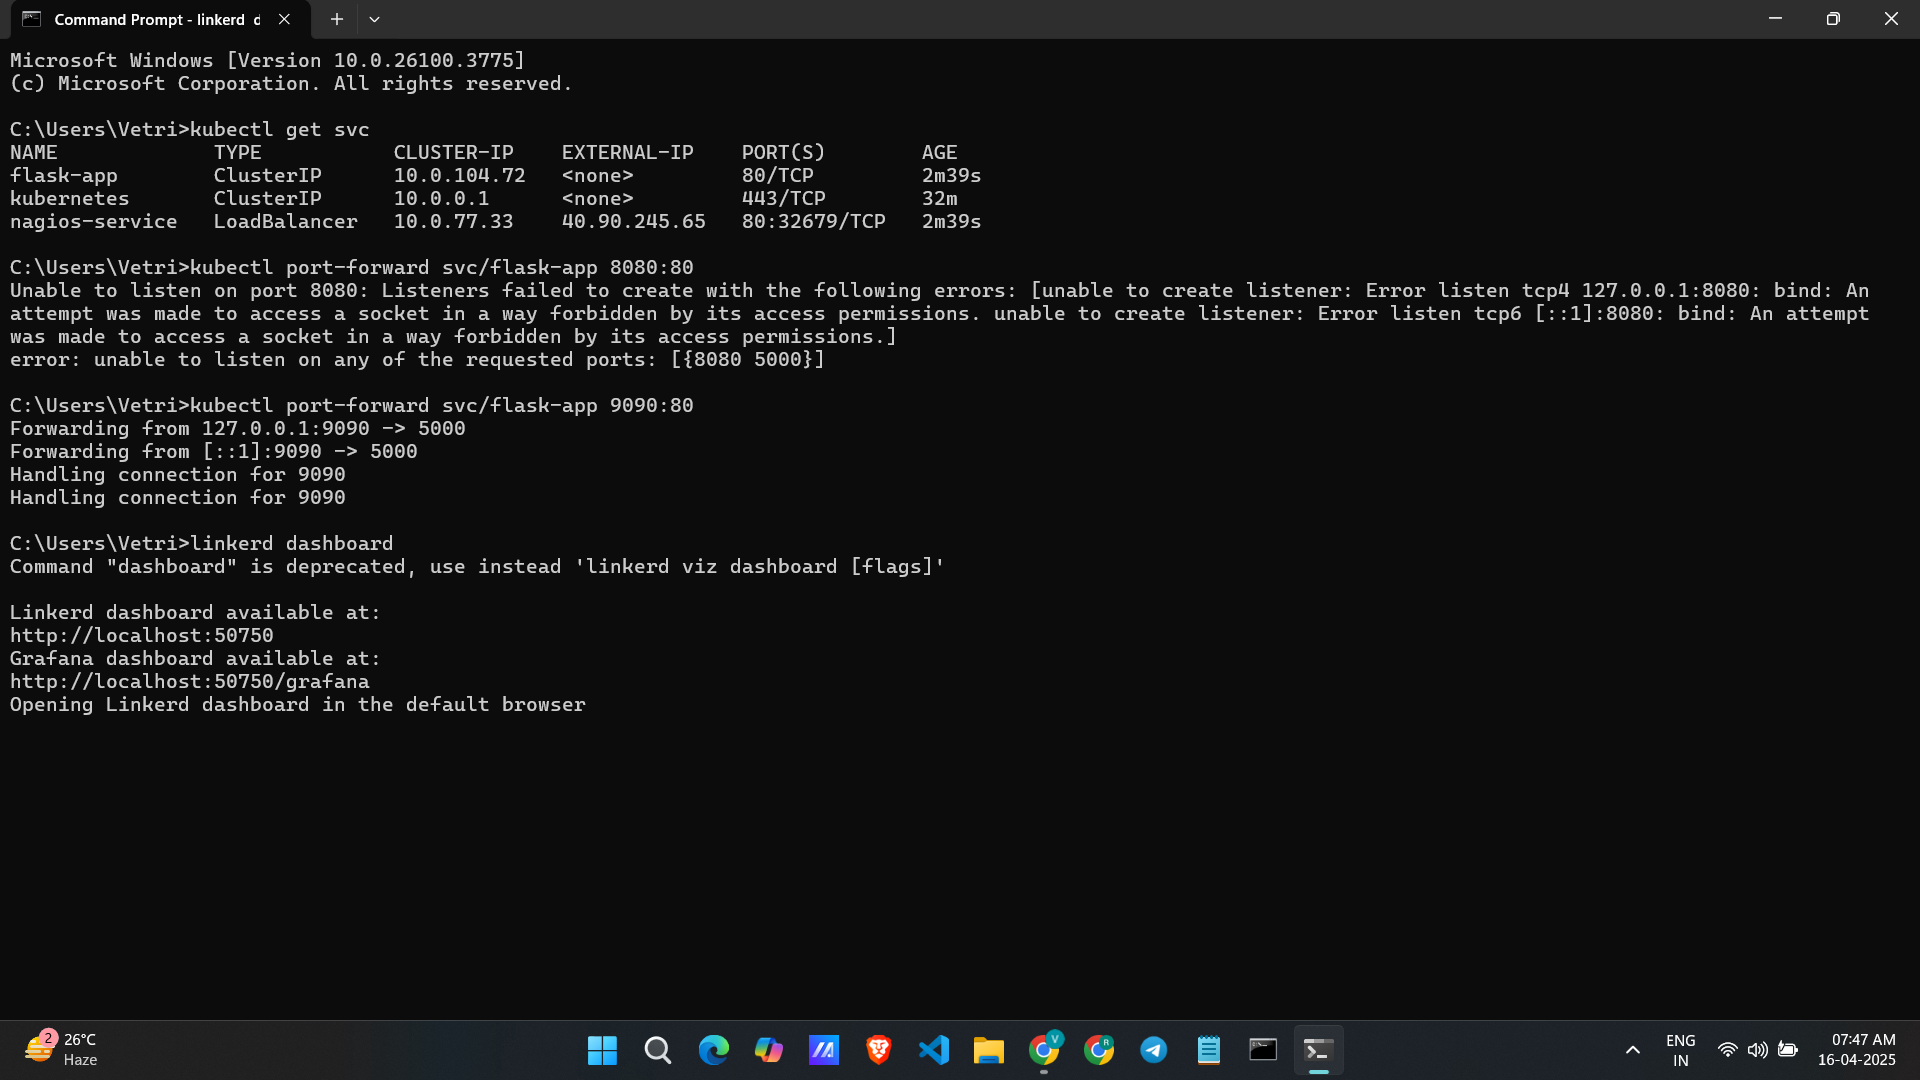 Command Prompt - linkerd d
Microsoft Windows [Version 10.0.26100.3775]
(c) Microsoft Corporation. All rights reserved.
C:\Users\Vetri>kubectl get svc
NAME TYPE CLUSTER-IP EXTERNAL-IP PORT(S) AGE
flask-app ClusterIP 10.0.104.72 <none> 80/TCP 2m39s
kubernetes ClusterIP 10.0.0.1 <none> 443/TCP 32m
nagios-service LoadBalancer 10.0.77.33 40.90.245.65 80:32679/TCP 2m39s
C:\Users\Vetri>kubectl port-forward svc/flask-app 8080:80
Unable to listen on port 8080: Listeners failed to create with the following errors: [unable to create listener: Error listen tcp4 127.0.0.1:8080: bind: An
attempt was made to access a socket in a way forbidden by its access permissions. unable to create listener: Error listen tcp6 [::1]:8080: bind: An attempt
was made to access a socket in a way forbidden by its access permissions.]
error: unable to listen on any of the requested ports: [{8080 5000}]
C:\Users\Vetri>kubectl port-forward svc/flask-app 9090:80
Forwarding from 127.0.0.1:9090 -> 5000
Forwarding from [::1]:9090 -> 5000
Handling connection for 9090
Handling connection for 9090
C:\Users\Vetri>linkerd dashboard
Command "dashboard" is deprecated, use instead 'linkerd viz dashboard [flags]'
Linkerd dashboard available at:
http://localhost:50750
Grafana dashboard available at:
http://localhost:50750/grafana
Opening Linkerd dashboard in the default browser
2
26°C
Haze
V
R
ENG
IN
07:47 AM
16-04-2025